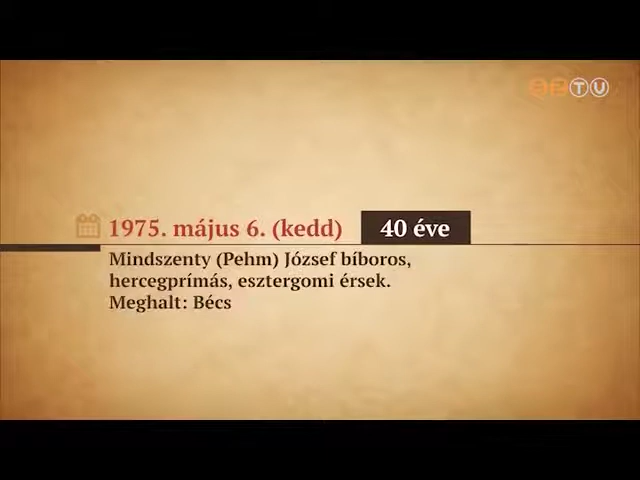 1975. május 6. (kedd) 40 éve
Mindszenty (Pehm) József bíboros,
hercegprímás, esztergomi érsek.
Meghalt: Bécs